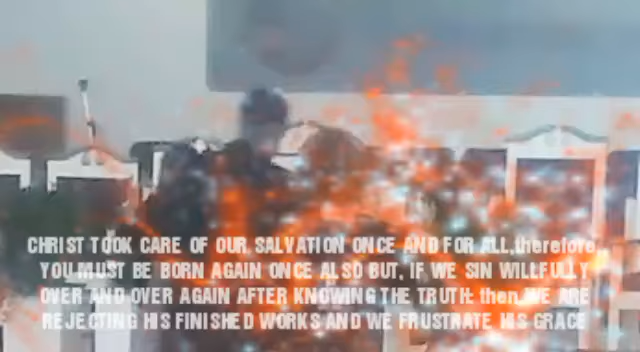 CHRIST TOOK CARE OF OUR SALVATION ONCE AND FOR ALL,therefore
YOU MUST BE BORN AGAIN ONCE ALSO BUT, IF WE SIN WILLFULLY
OVER AND OVER AGAIN AFTER KNOWING THE TRUTH: then WE ARE
REJECTING HIS FINISHED WORKS AND WE FRUSTRATE HIS GRACE